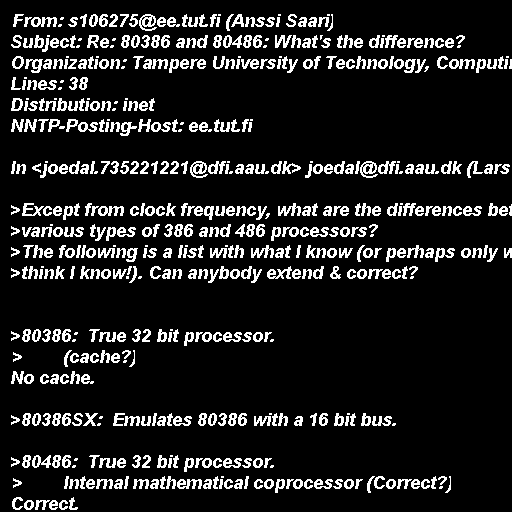 From: s106275@ee.tut.fi (Anssi Saari)
Subject: Re: 80386 and 80486: What's the difference?
Organization: Tampere University of Technology,
Lines: 38
Distribution: inet
NNTP-Posting-Host: ee.tut.fi
In <joedal.735221221@dfi.aau.dk> joedal@dfi.aau.dk (Lars
>Except from clock frequency, what are the differences
>various types of 386 and 486 processors?
>The following is a list with what I know (or perhaps only
>think I know!). Can anybody extend & correct?
>80386:  True 32 bit processor.
>        (cache?)
No cache.
>80386SX:  Emulates 80386 with a 16 bit bus.
>80486:  True 32 bit processor.
>        Internal mathematical coprocessor (Correct?)
Correct.